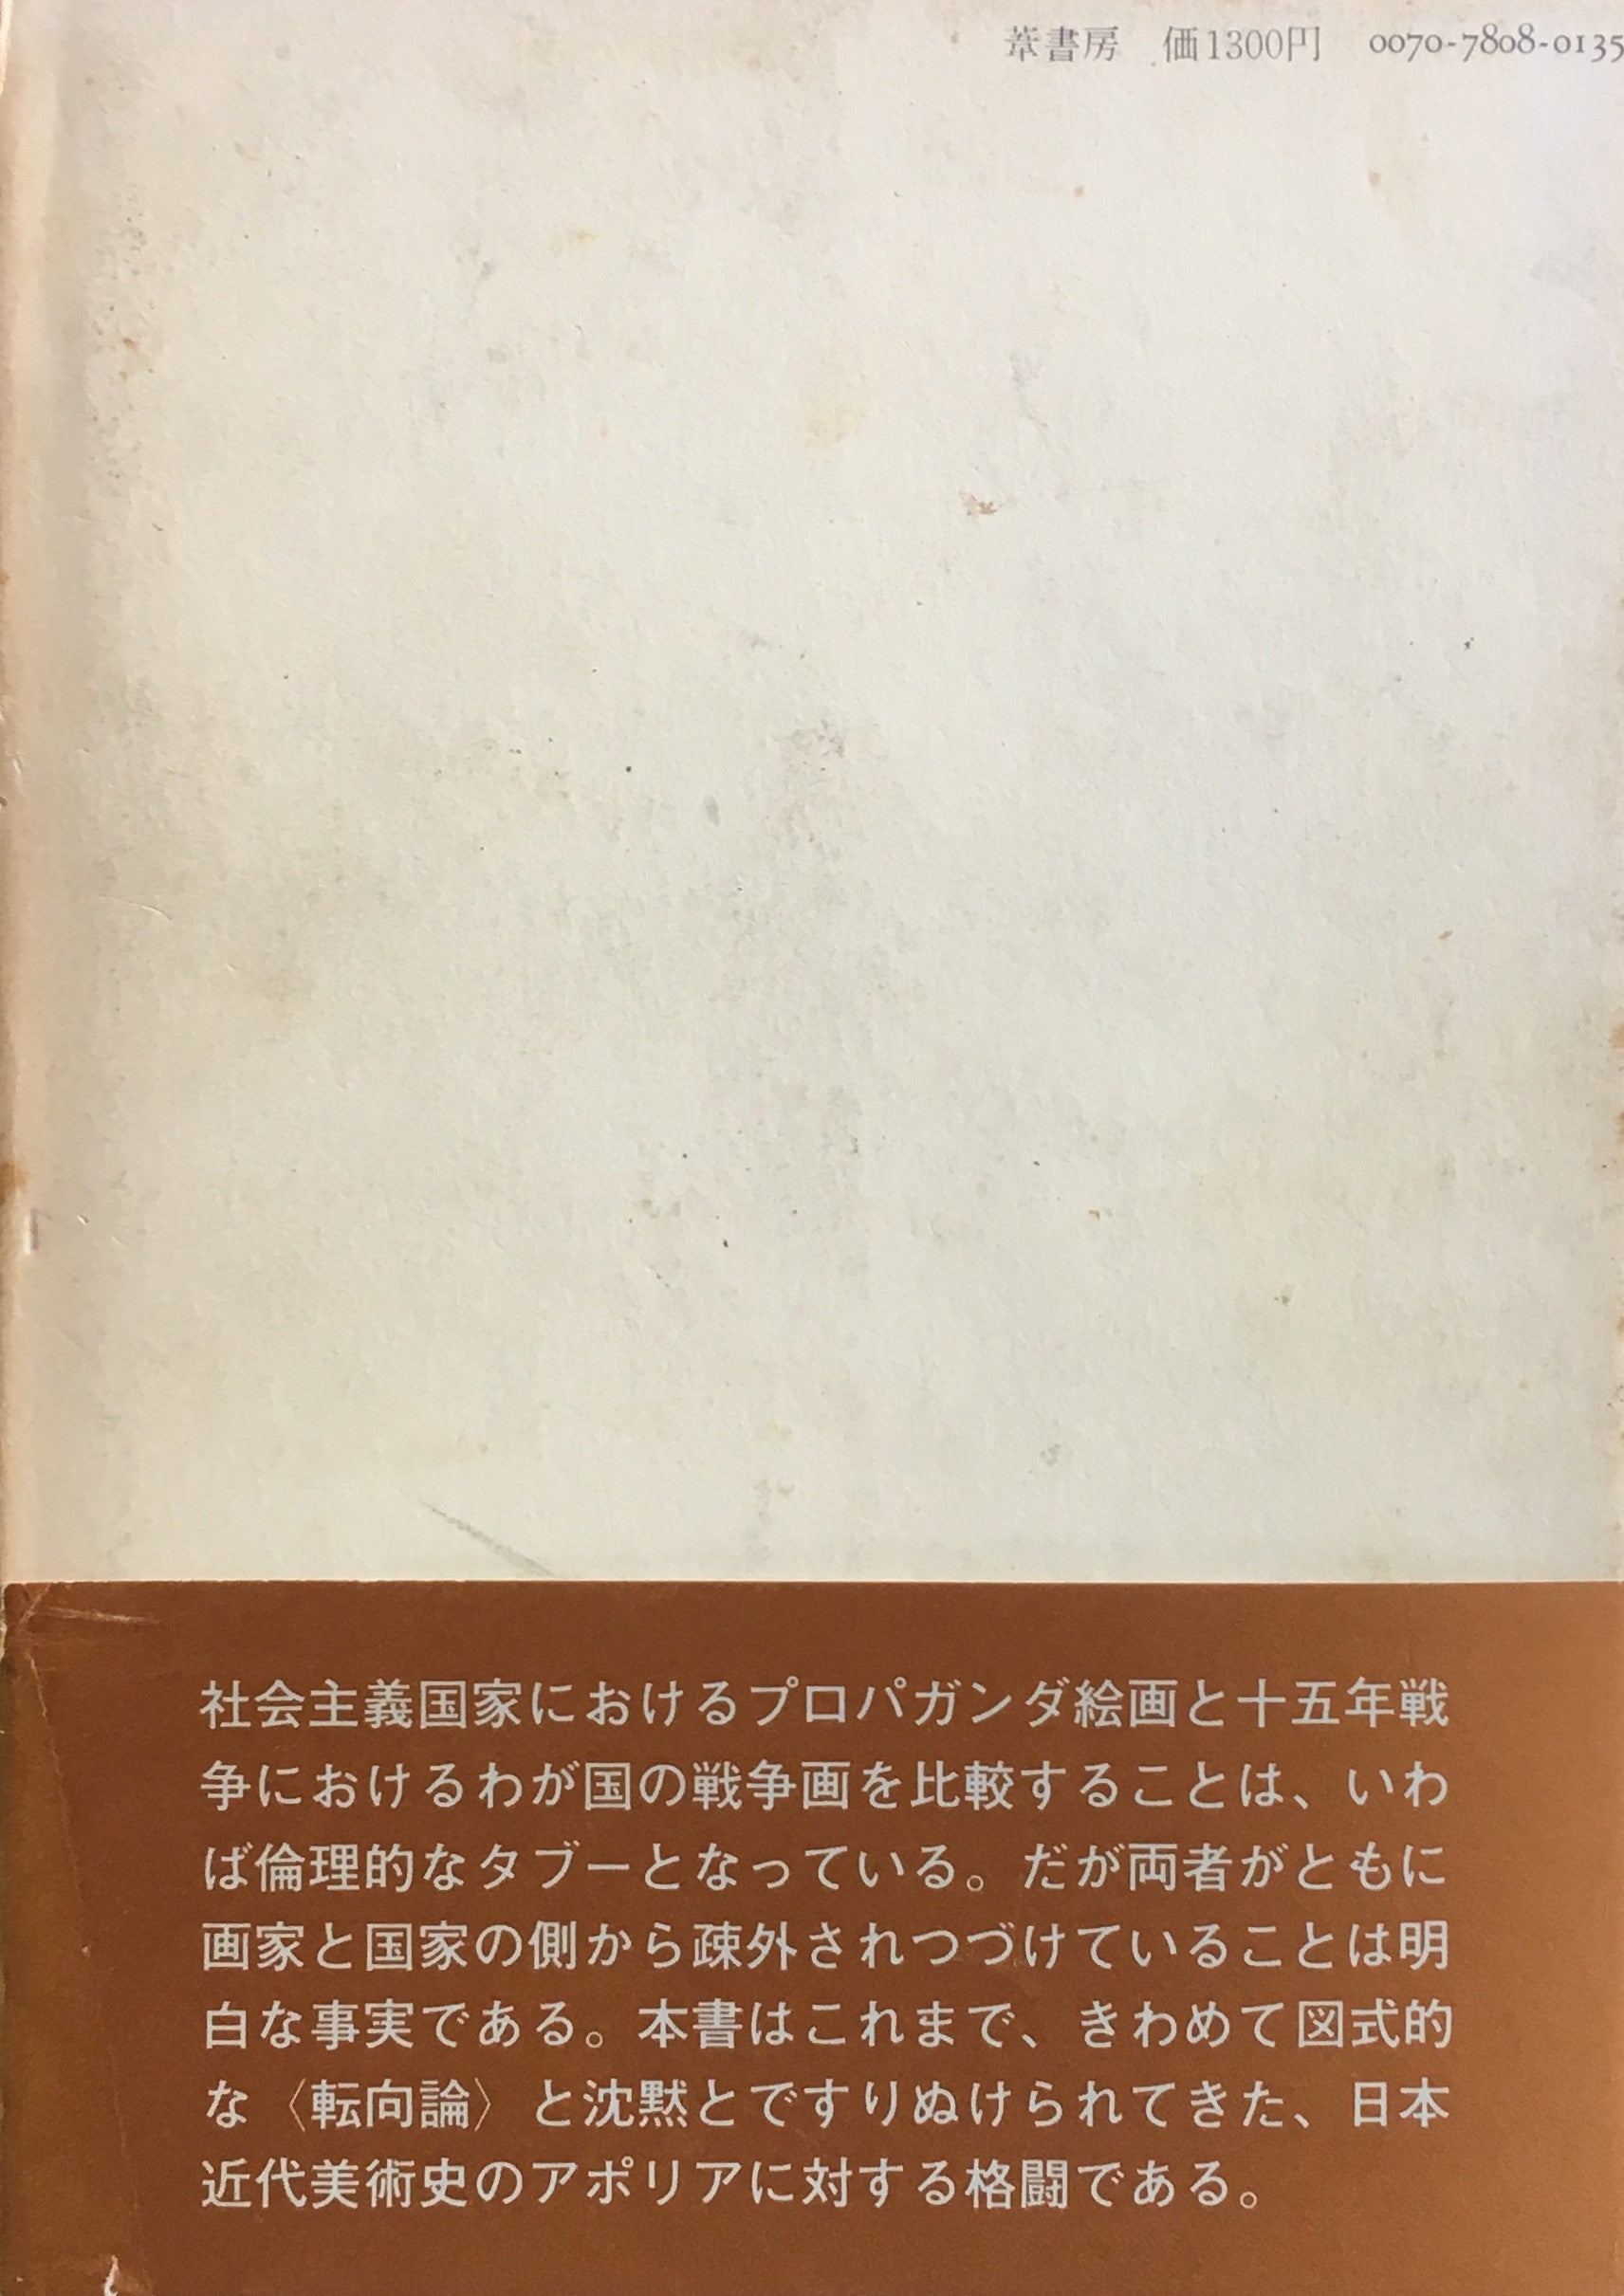 葦書房 価1300円 0070-7808-0135
社会主義国家におけるプロパガンダ絵画と十五年戦
争におけるわが国の戦争画を比較することは、いわ
ば倫理的なタブーとなっている。だが両者がともに
画家と国家の側から疎外されつづけていることは明
白な事実である。本書はこれまで、きわめて図式的
な〈転向論〉と沈黙とですりぬけられてきた、日本
近代美術史のアポリアに対する格闘である。